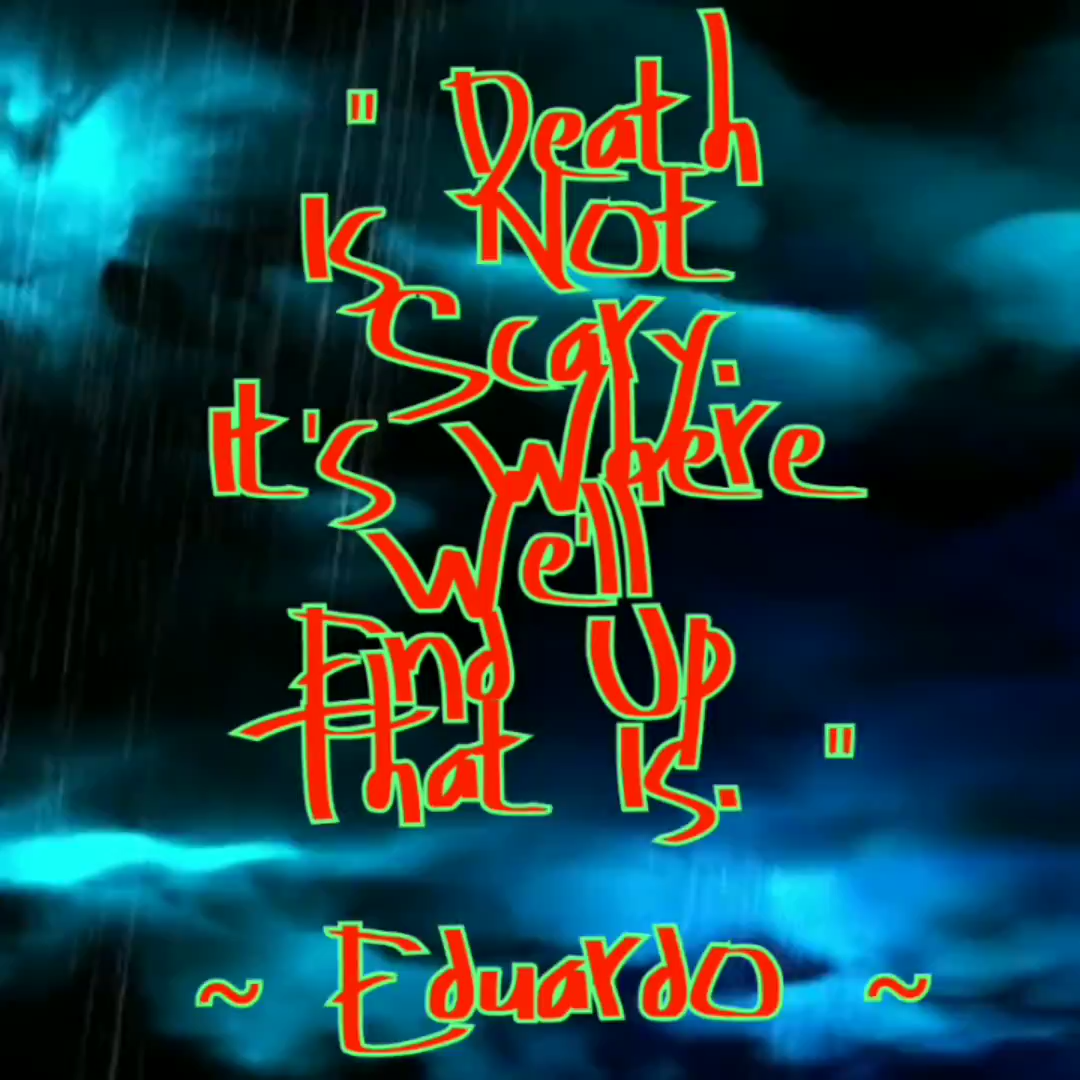 " Death
Is Not
Scary.
It's Where
We'll
End Up
That Is. "
~ Eduardo ~